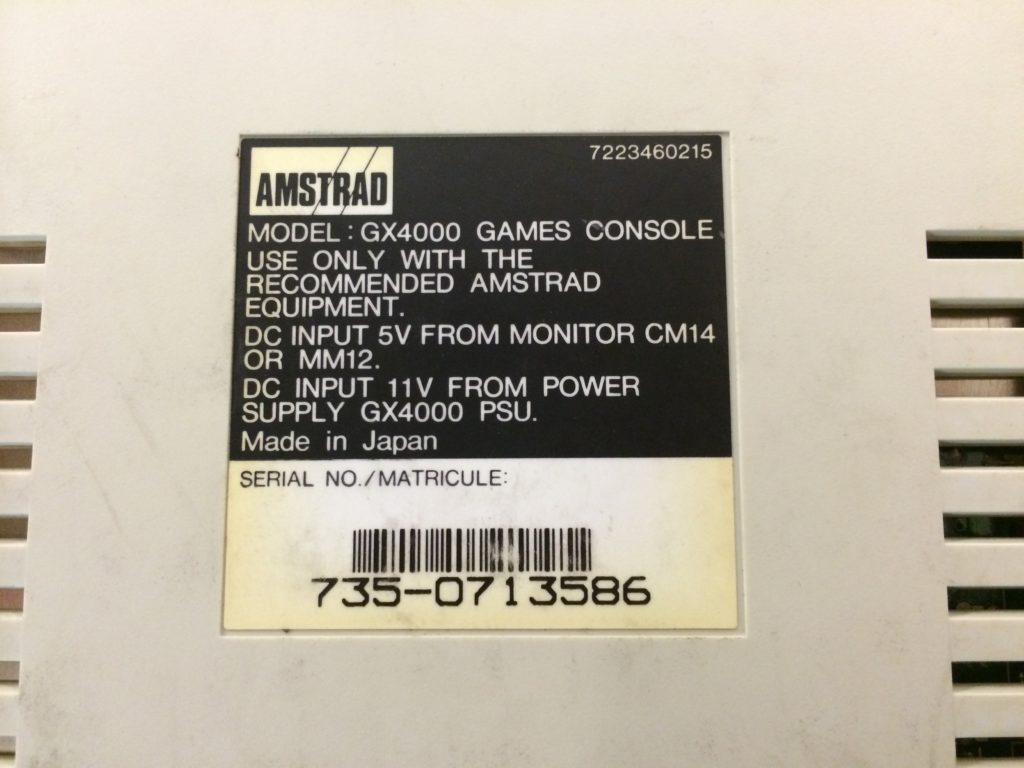 7223460215
AMSTRAD
MODEL : GX4000 GAMES CONSOLE
USE ONLY WITH THE
RECOMMENDED AMSTRAD
EQUIPMENT.
DC INPUT 5V FROM MONITOR CM14
OR MM12.
DC INPUT 11V FROM POWER
SUPPLY GX4000 PSU.
Made in Japan
SERIAL NO./MATRICULE:
735-0713586